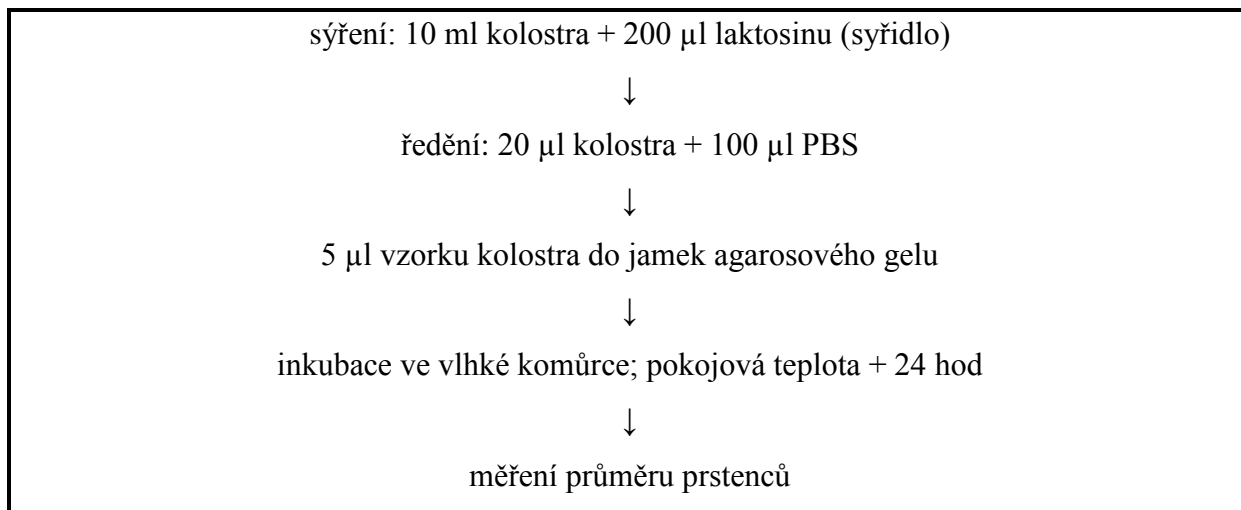 sýření: 10 ml kolostra + 200 µl laktosinu (syřidlo)
↓
ředění: 20 µl kolostra + 100 µl PBS
↓
5 µl vzorku kolostra do jamek agarosového gelu
↓
inkubace ve vlhké komůrce; pokojová teplota + 24 hod
↓
měření průměru prstenců